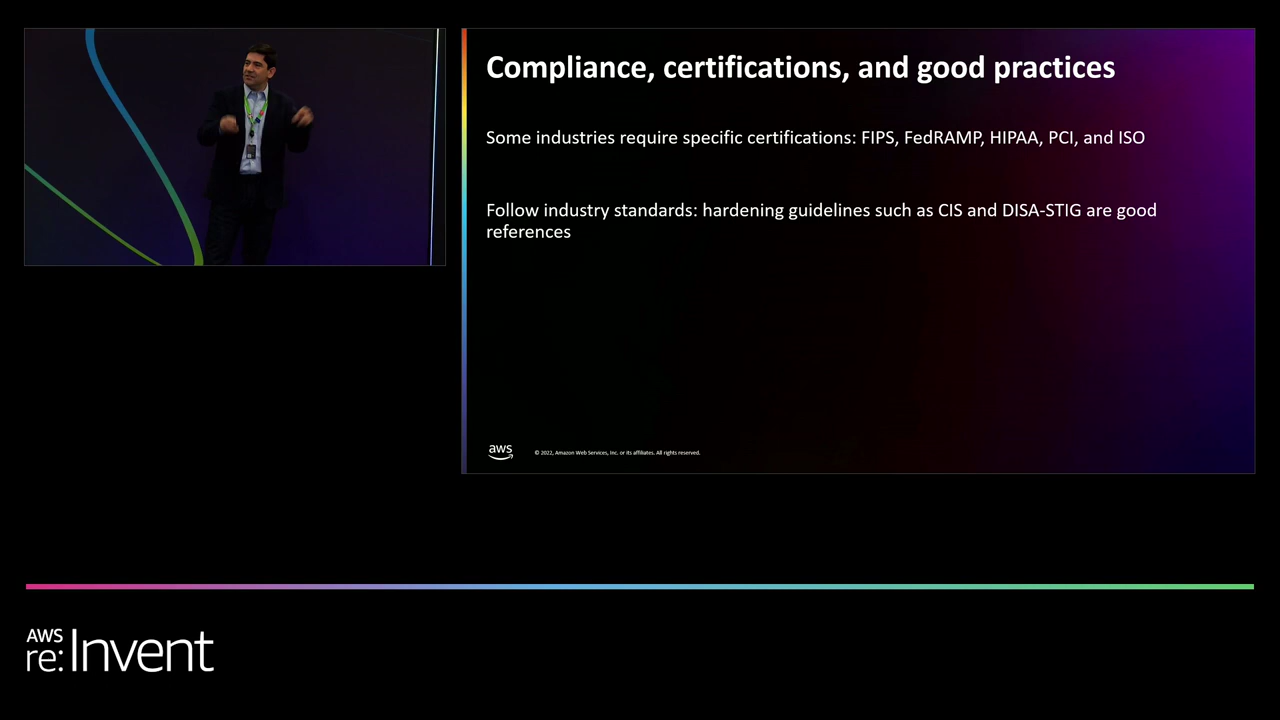 Compliance, certifications, and good practices
Some industries require specific certifications: FIPS, FedRAMP, HIPAA, PCI, and ISO
Follow industry standards: hardening guidelines such as CIS and DISA-STIG are good
references
aws
© 2022, Amazon Web Services, Inc. or its affiliates. All rights reserved.
AWS
re:Invent